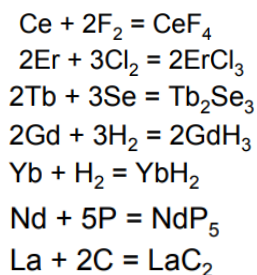 Ce + 2F₂ = CeF₄
2Er + 3Cl₂ = 2ErCl₃
2Tb + 3Se = Tb₂Se₃
2Gd + 3H₂ = 2GdH₃
Yb + H₂ = YbH₂
Nd + 5P = NdP₅
La + 2C = LaC₂